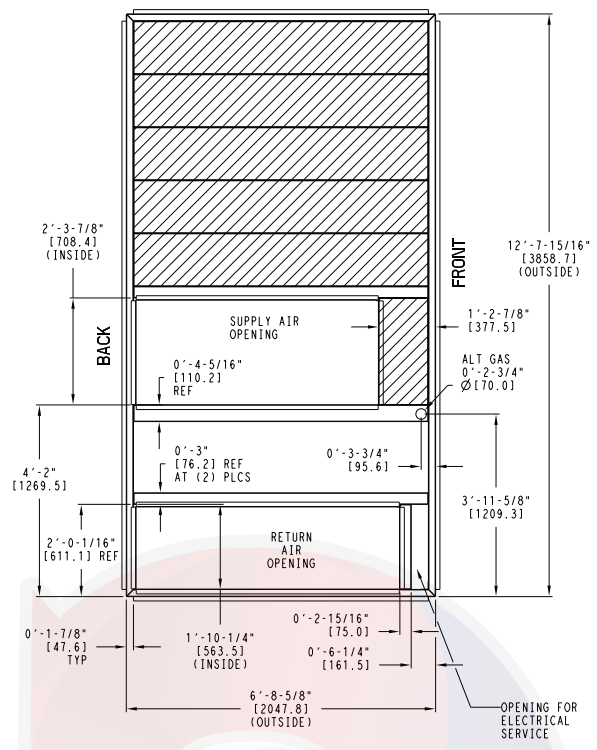 2'-3-7/8"
[708.4]
(INSIDE)
FRONT
12'-7-15/16"
[3858.7]
(OUTSIDE)
BACK
SUPPLY AIR
OPENING
1'-2-7/8"
[377.5]
0'-4-5/16"
[110.2]
REF
ALT GAS
0'-2-3/4"
Ø[70.0]
4'-2"
[1269.5]
0'-3"
[76.2] REF
AT (2) PLCS
0'-3-3/4"
[95.6]
3'-11-5/8"
[1209.3]
2'-0-1/16"
[611.1] REF
RETURN
AIR
OPENING
0'-1-7/8"
[47.6]
TYP
1'-10-1/4"
[563.5]
(INSIDE)
0'-2-15/16"
[75.0]
0'-6-1/4"
[161.5]
6'-8-5/8"
[2047.8]
(OUTSIDE)
OPENING FOR
ELECTRICAL
SERVICE